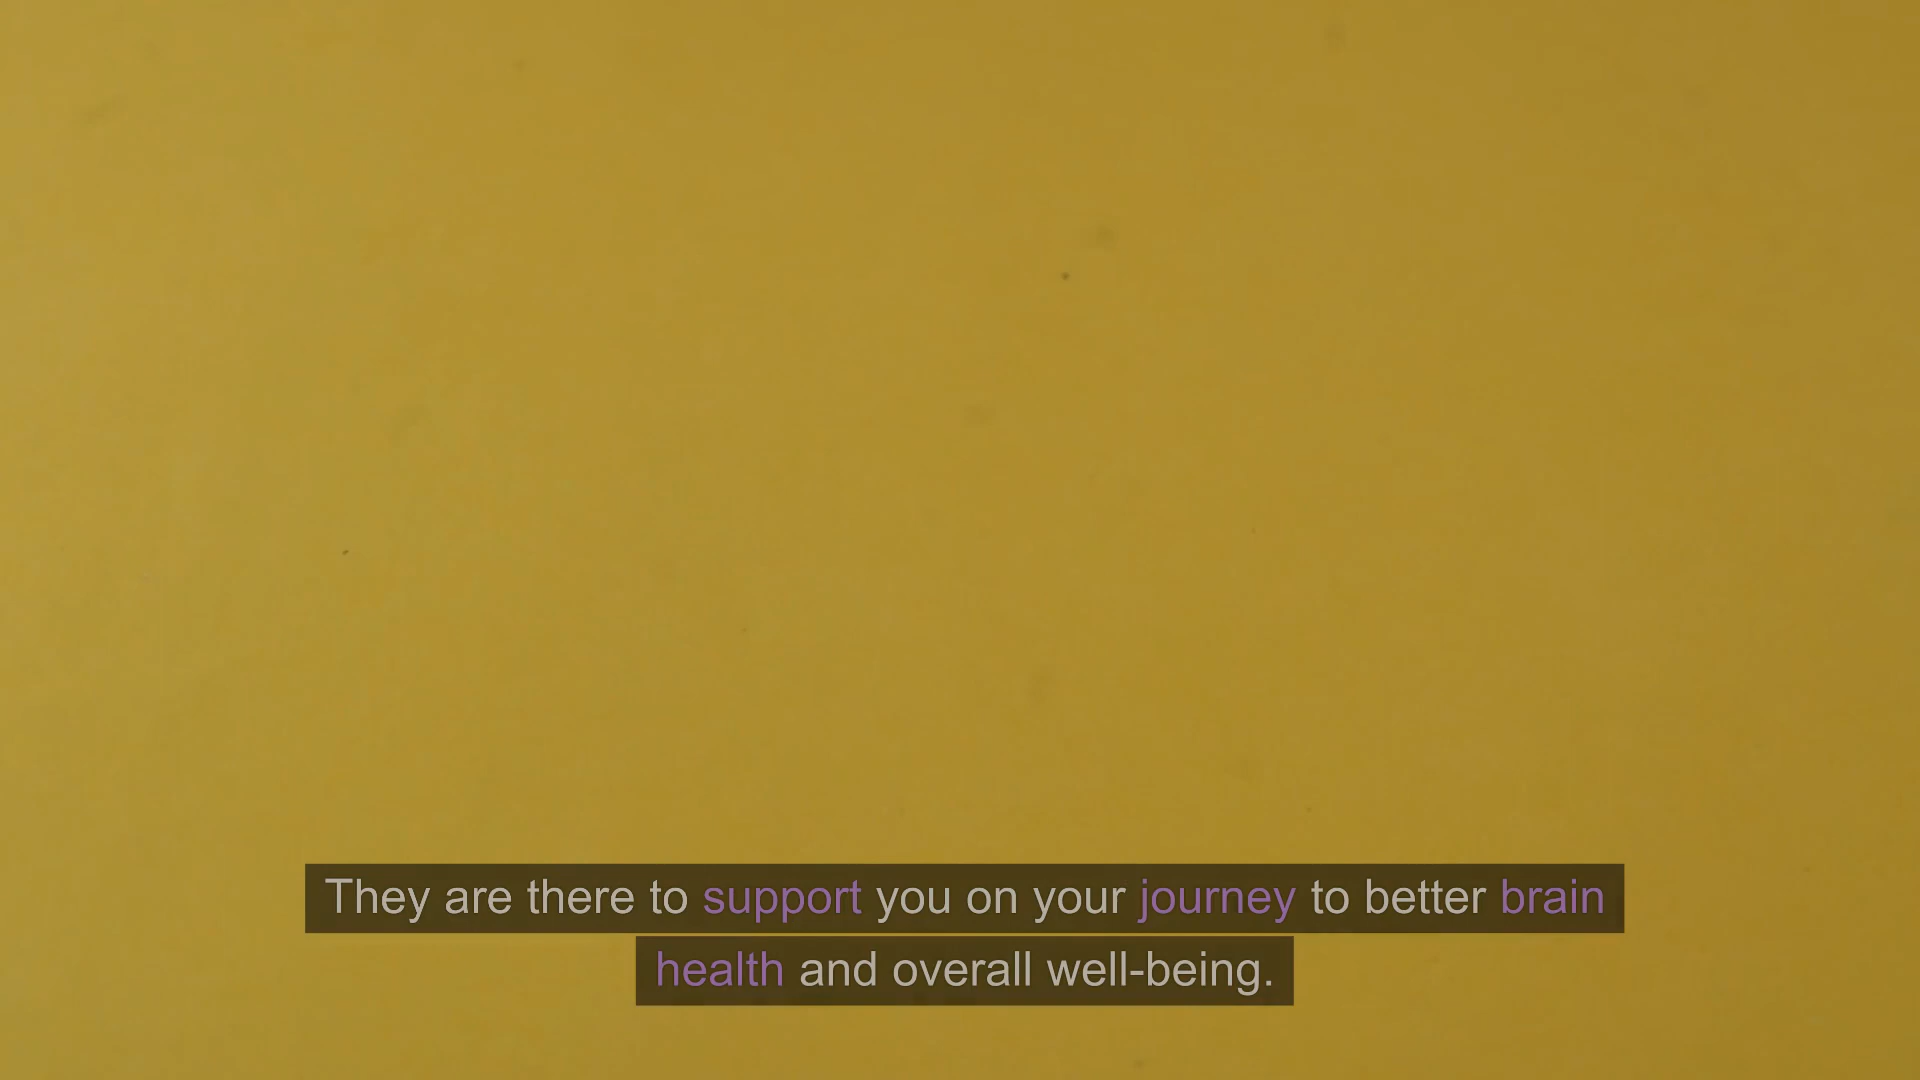 They are there to support you on your journey to better brain
health and overall well-being.